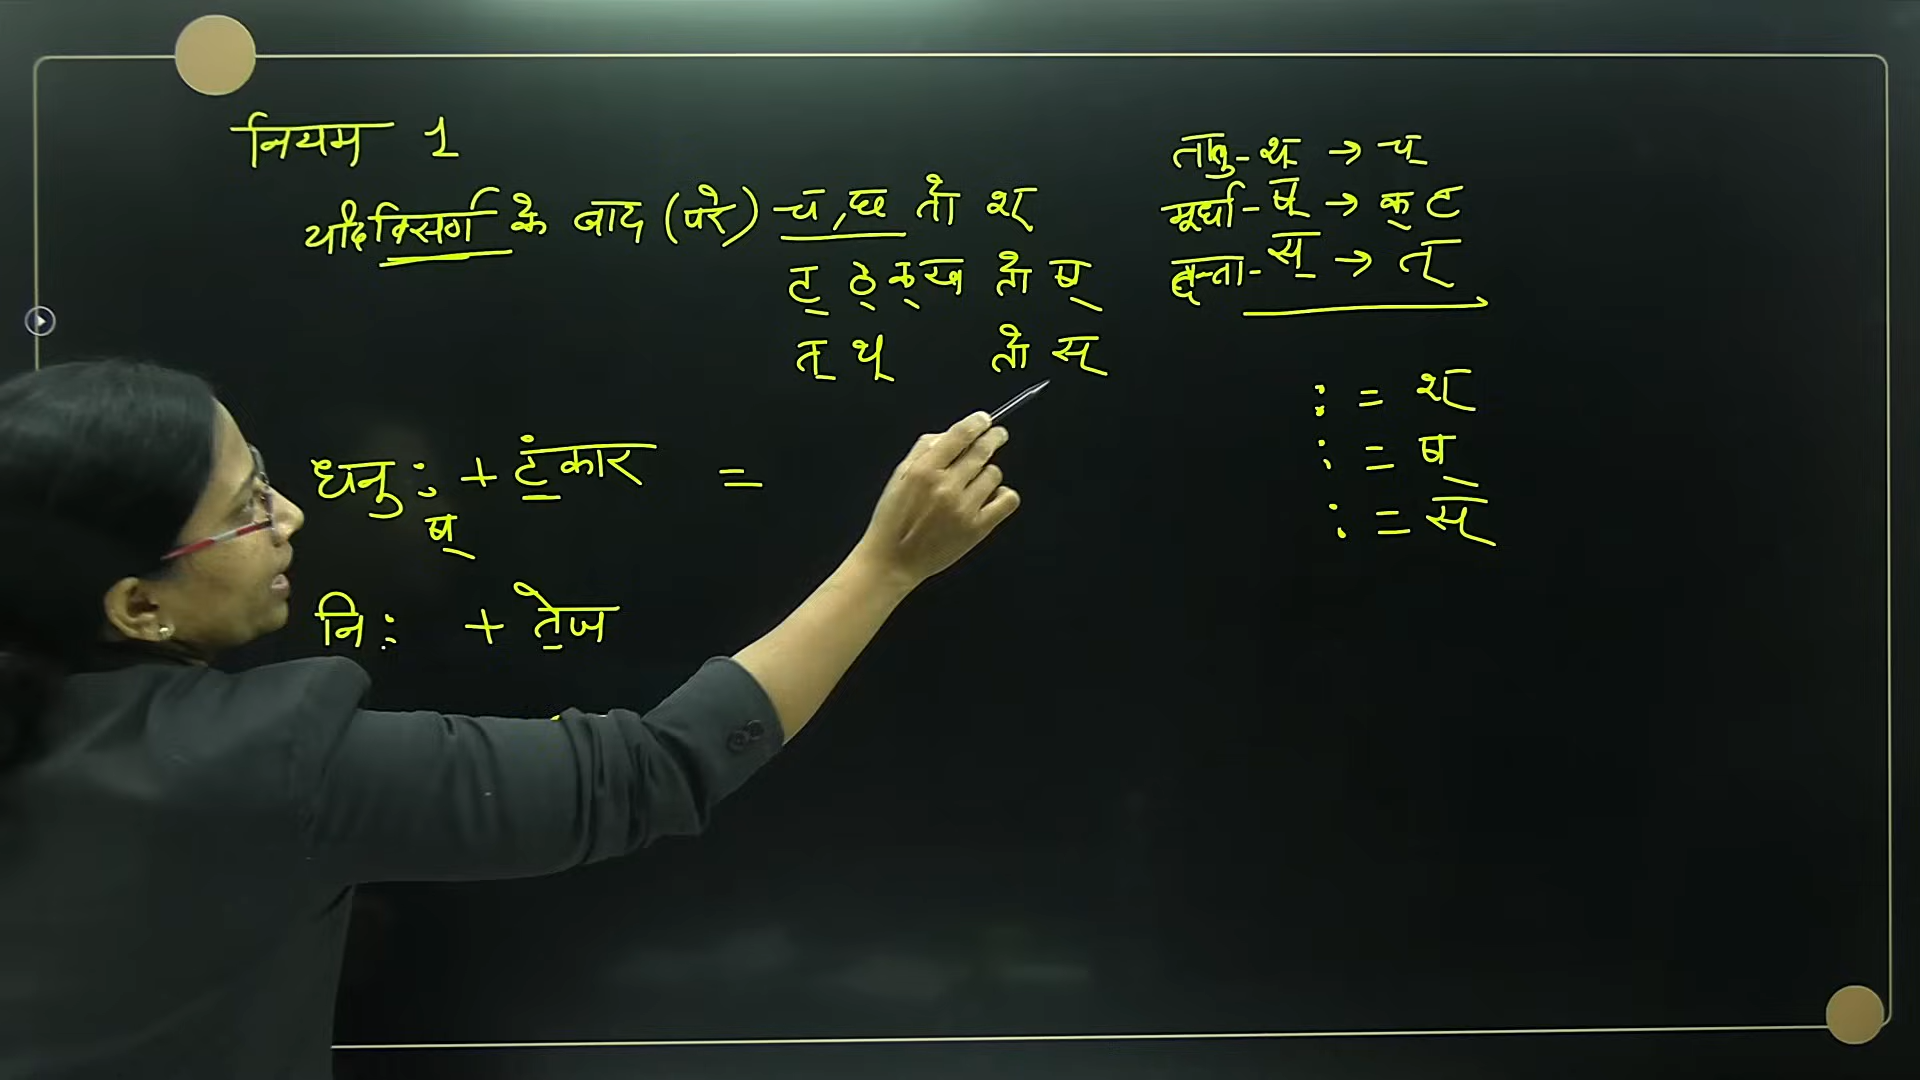 नियम 1
यदि विसर्ग के बाद (परे) च, छ तो श्
ट् ठ् क् ख तो ष्
त् थ् तो स्
तालु - श् → च्
मूर्धा - ष् → क् ट
दन्ता - स् → त्
: = श्
: = ष्
: = स्
धनु : + टंकार =
ष्
नि : + तेज